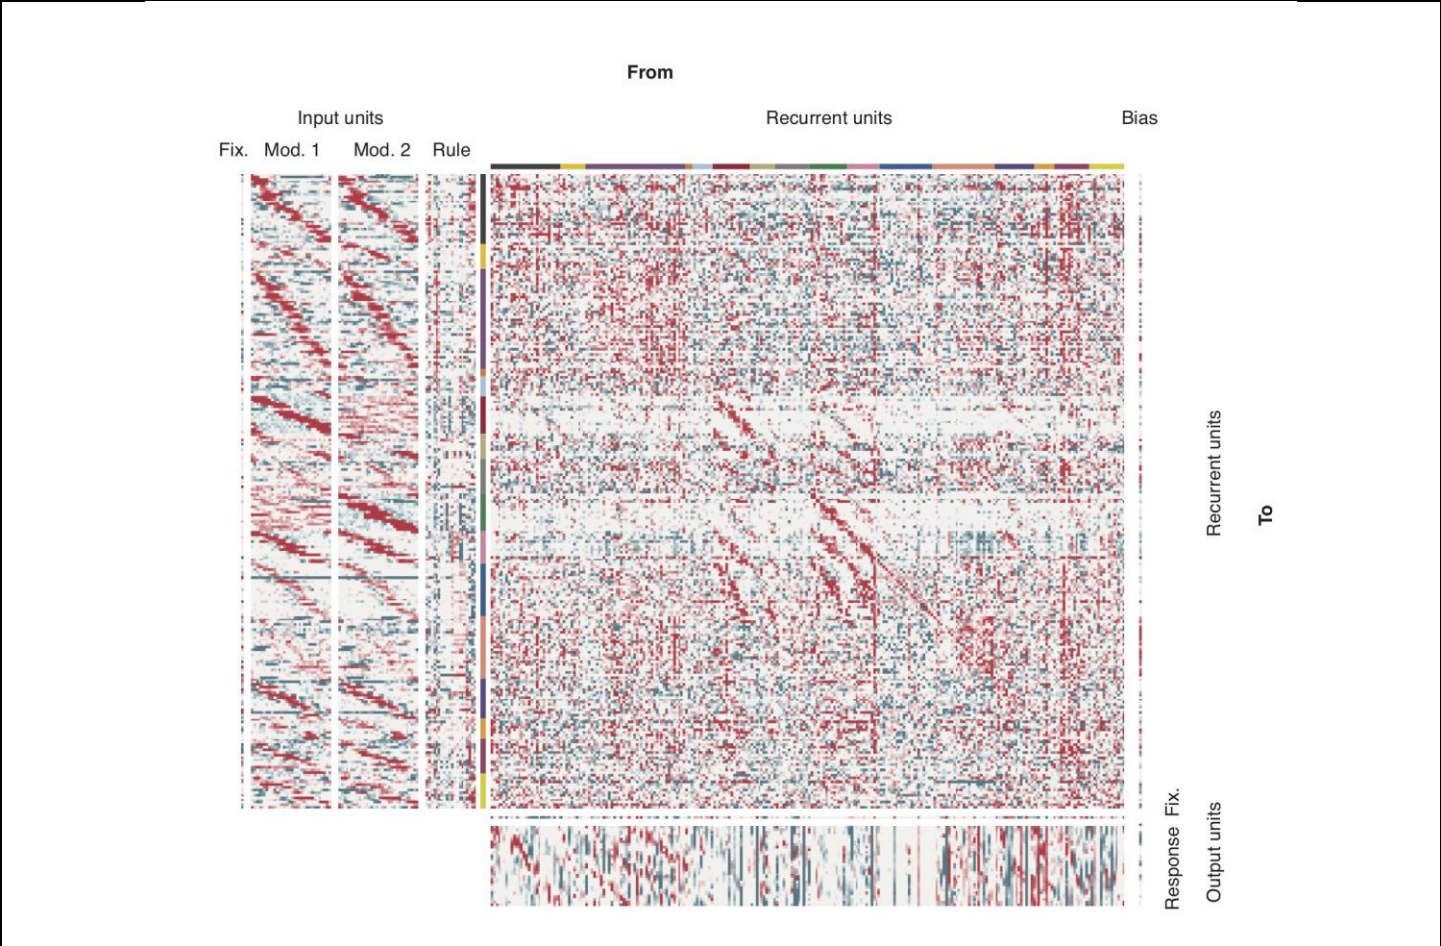 From
Input units
Recurrent units
Bias
Fix.
Mod. 1
Mod. 2
Rule
Recurrent units
To
Response
Fix.
Output units